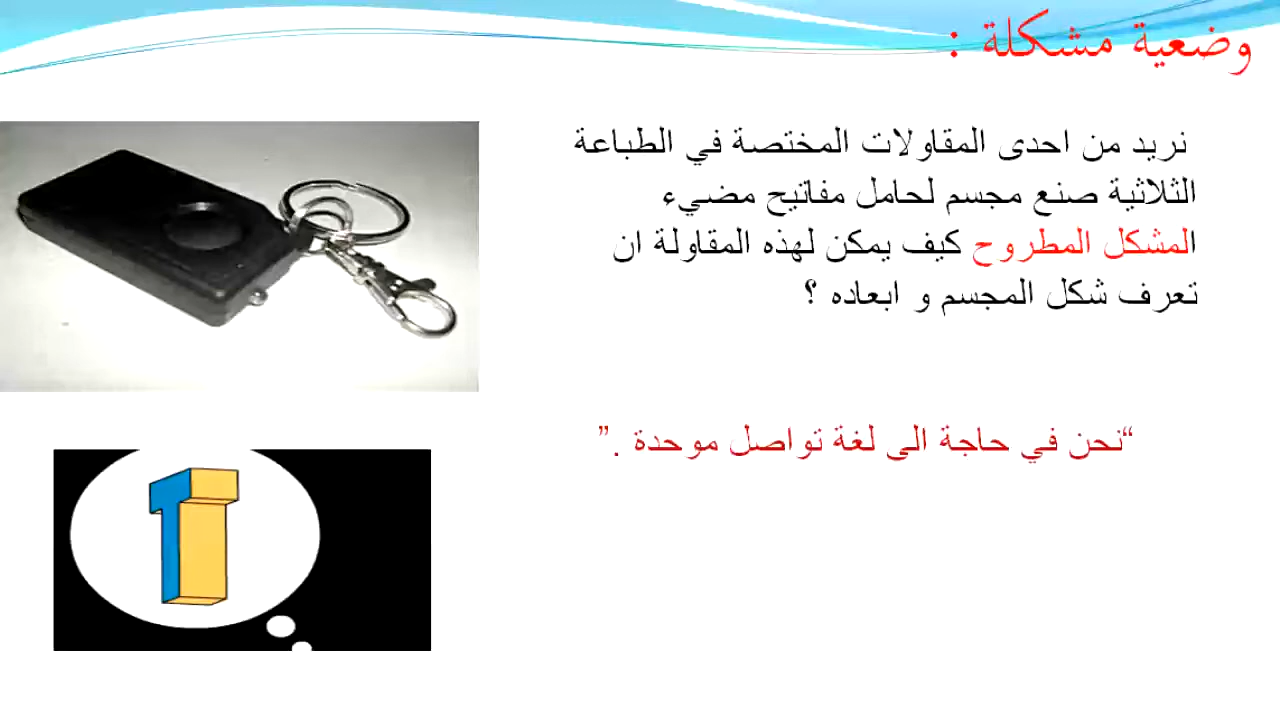 وضعية مشكلة :
نريد من احدى المقاولات المختصة في الطباعة
الثلاثية صنع مجسم لحامل مفاتيح مضيء
المشكل المطروح كيف يمكن لهذه المقاولة ان
تعرف شكل المجسم و ابعاده ؟
“نحن في حاجة الى لغة تواصل موحدة .”